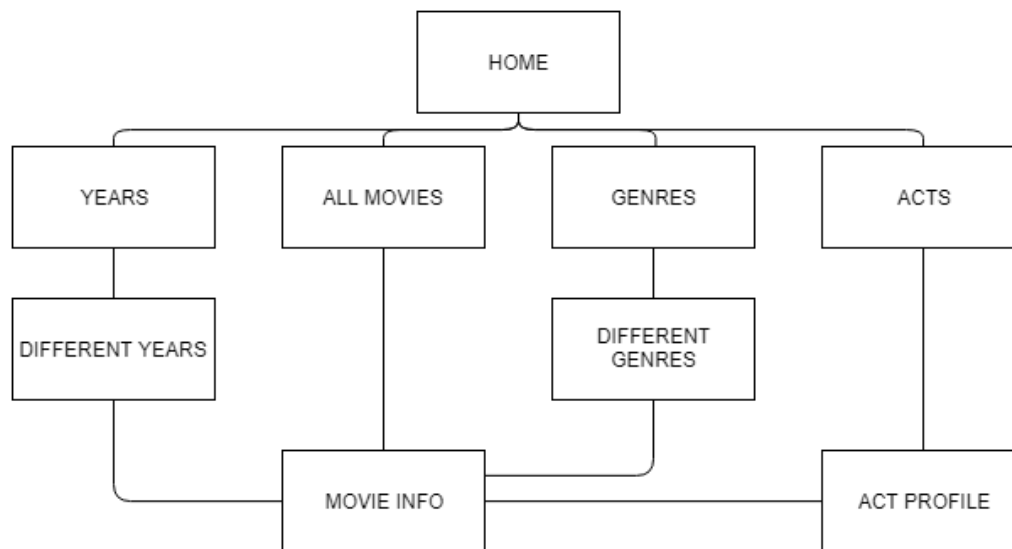 HOME
YEARS
ALL MOVIES
GENRES
ACTS
DIFFERENT YEARS
DIFFERENT
GENRES
MOVIE INFO
ACT PROFILE